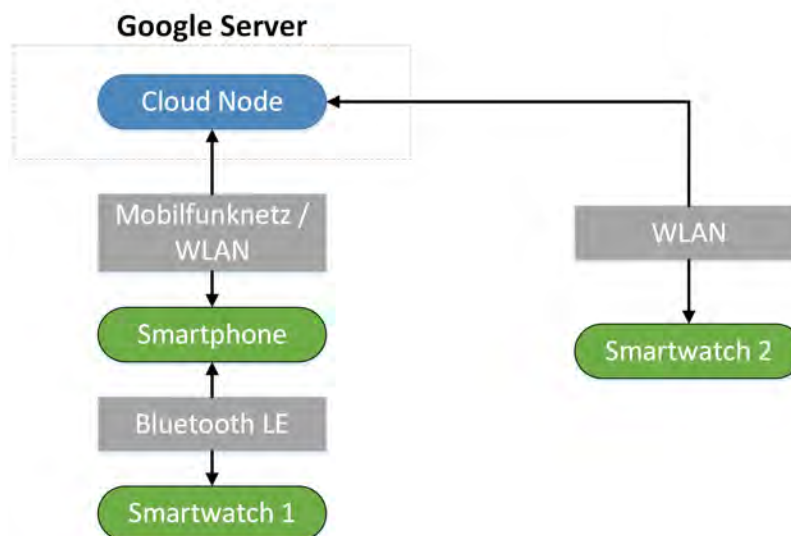 Google Server
Cloud Node
Mobilfunknetz /
WLAN
WLAN
Smartphone
Smartwatch 2
Bluetooth LE
Smartwatch 1